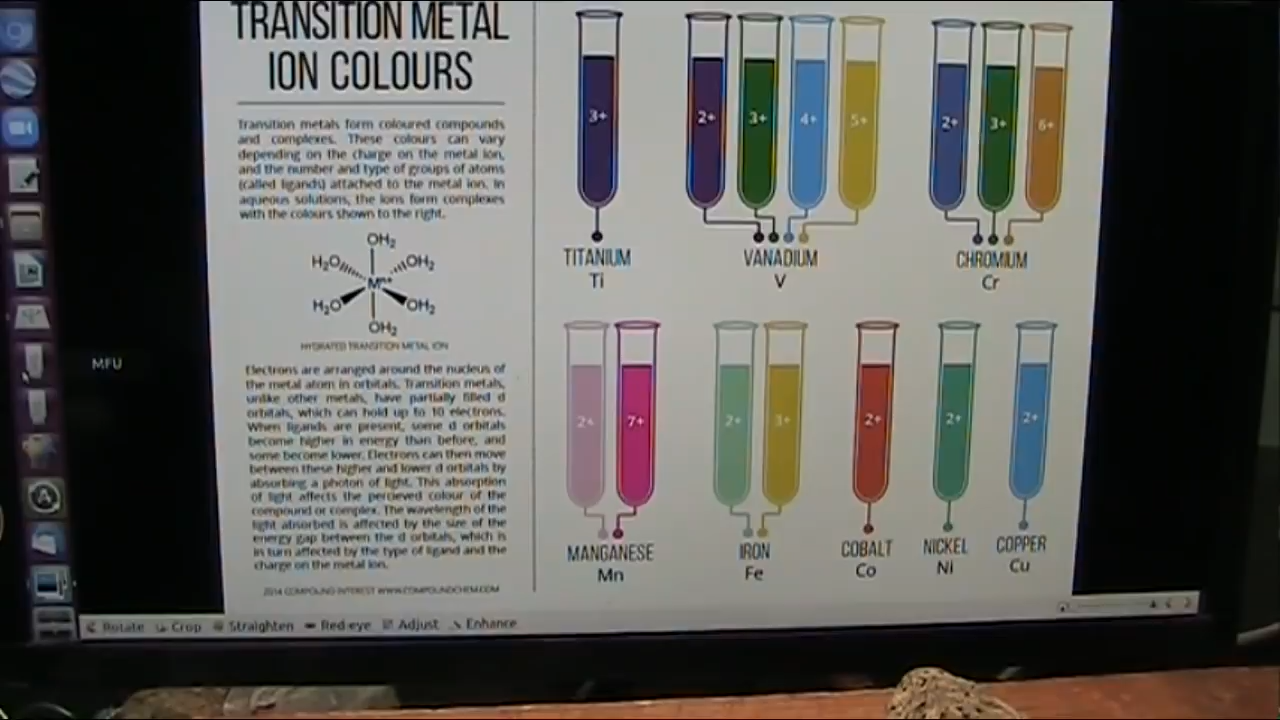 TRANSITION METAL
ION COLOURS
Transition metals form coloured compounds
and complexes. These colours can vary
depending on the charge on the metal ion,
and the number and type of groups of atoms
(called ligands) attached to the metal ion. In
aqueous solutions, the ions form complexes
with the colours shown to the right.
OH2
H2O OH2
Mn+
H2O OH2
OH2
HYDRATED TRANSITION METAL ION
Electrons are arranged around the nucleus of
the metal atom in orbitals. Transition metals,
unlike other metals, have partially filled d
orbitals, which can hold up to 10 electrons.
When ligands are present, some d orbitals
become higher in energy than before, and
some become lower. Electrons can then move
between these higher and lower d orbitals by
absorbing a photon of light. This absorption
of light affects the percieved colour of the
compound or complex. The wavelength of the
light absorbed is affected by the size of the
energy gap between the d orbitals, which is
in turn affected by the type of ligand and the
charge on the metal ion.
2014 COMPOUND INTEREST WWW.COMPOUNDCHEM.COM
3+
TITANIUM
Ti
2+ 3+ 4+ 5+
VANADIUM
V
2+ 3+ 6+
CHROMIUM
Cr
2+ 7+
MANGANESE
Mn
2+ 3+
IRON
Fe
2+
COBALT
Co
2+
NICKEL
Ni
2+
COPPER
Cu
MFU
Rotate Crop Straighten Red-eye Adjust Enhance